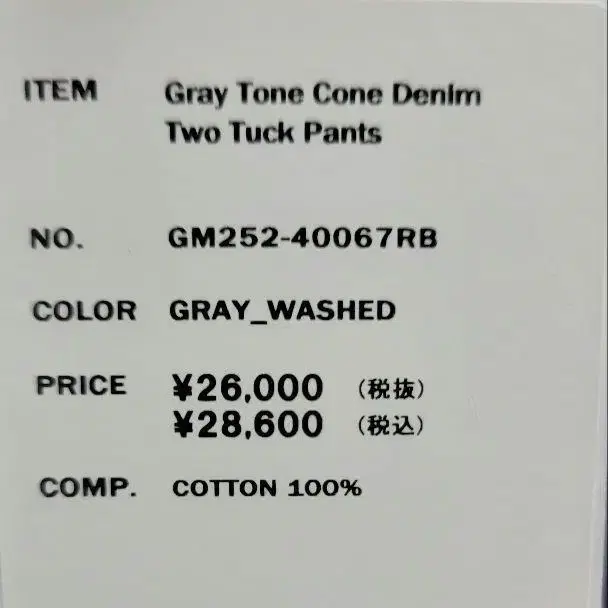 ITEM Gray Tone Cone Denim
Two Tuck Pants
NO. GM252-40067RB
COLOR GRAY_WASHED
PRICE ¥26,000 (税抜)
¥28,600 (税込)
COMP. COTTON 100%